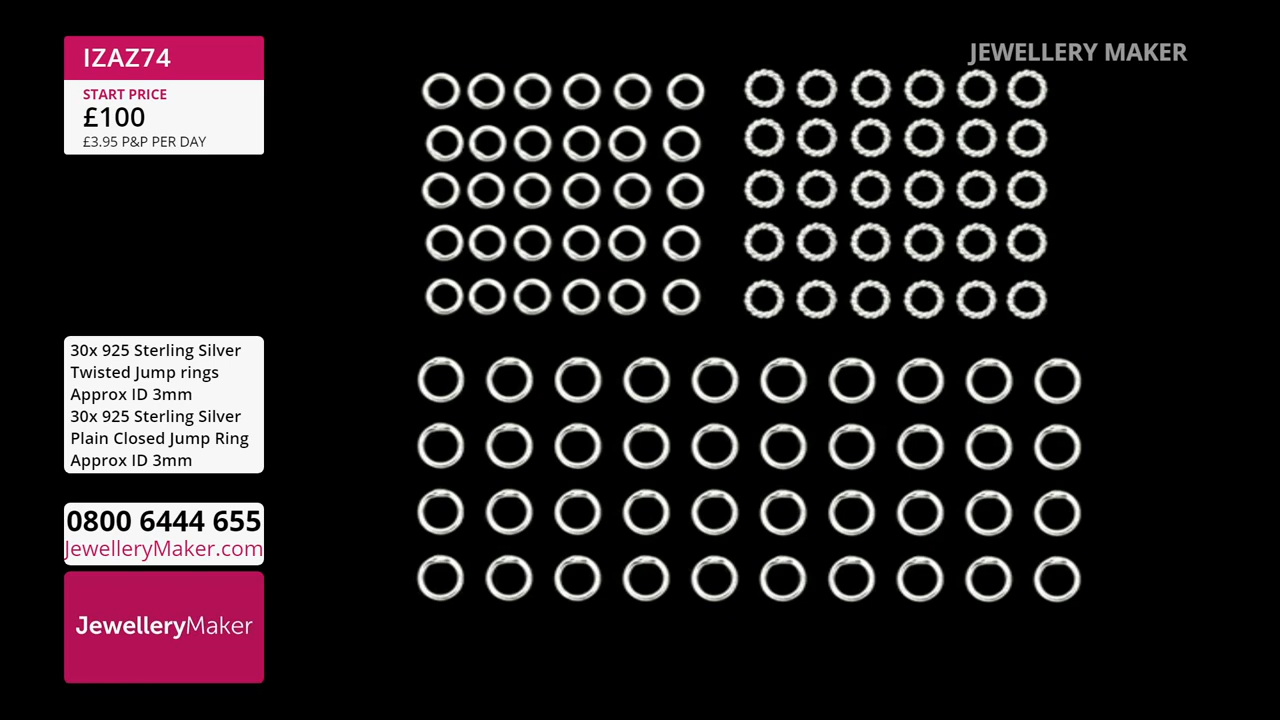 IZAZ74
START PRICE
£100
£3.95 P&P PER DAY
JEWELLERY MAKER
30x 925 Sterling Silver
Twisted Jump rings
Approx ID 3mm
30x 925 Sterling Silver
Plain Closed Jump Ring
Approx ID 3mm
0800 6444 655
JewelleryMaker.com
JewelleryMaker